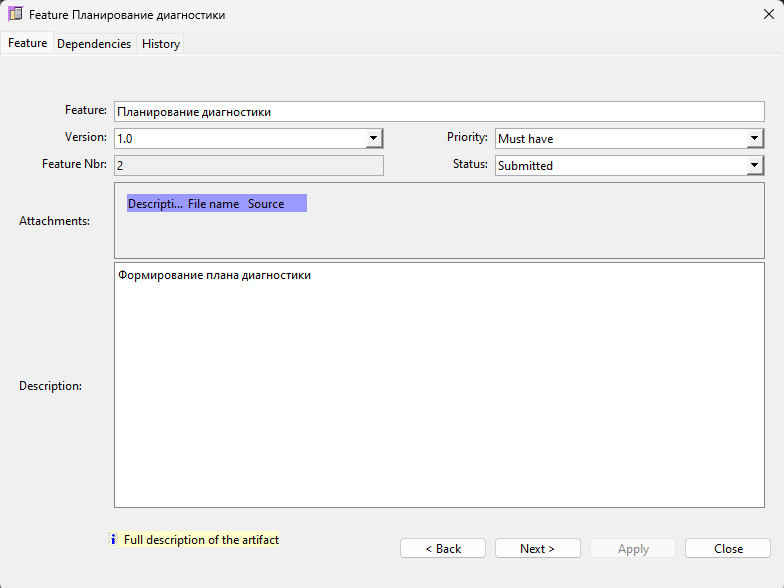 Feature Планирование диагностики
Feature Dependencies History
Feature: Планирование диагностики
Version: 1.0 Priority: Must have
Feature Nbr: 2 Status: Submitted
Attachments: Descripti... File name Source
Формирование плана диагностики
Description:
Full description of the artifact
< Back Next > Apply Close